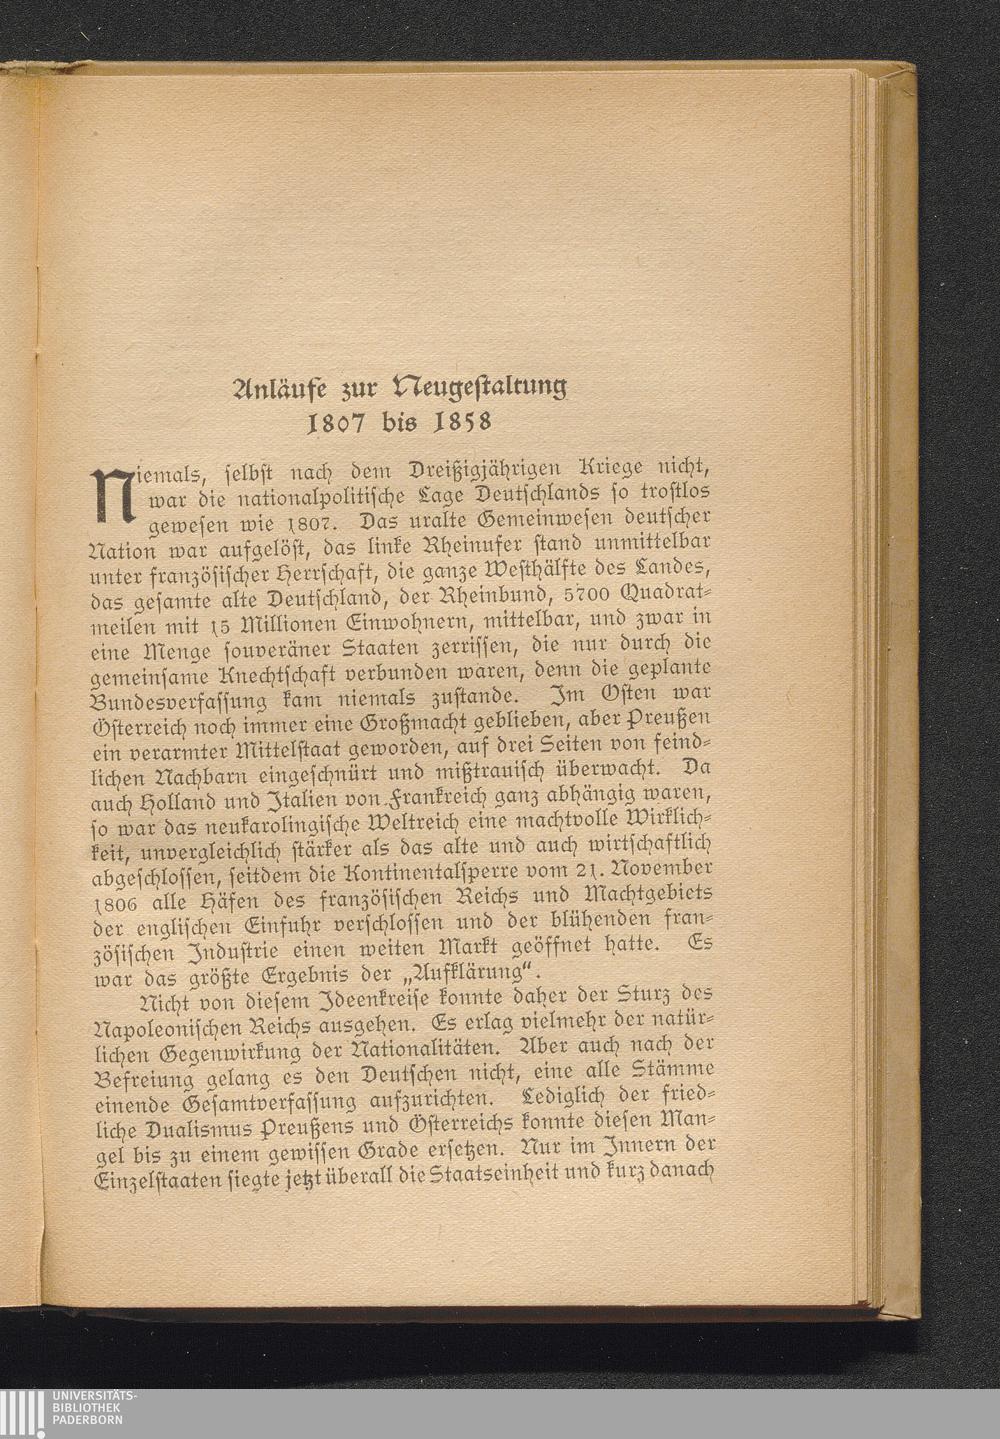 Anläufe zur Neugestaltung
1807 bis 1858
Niemals, selbst nach dem Dreißigjährigen Kriege nicht,
war die nationalpolitische Lage Deutschlands so trostlos
gewesen wie 1807. Das uralte Gemeinwesen deutscher
Nation war aufgelöst, das linke Rheinufer stand unmittelbar
unter französischer Herrschaft, die ganze Westhälfte des Landes,
das gesamte alte Deutschland, der Rheinbund, 5700 Quadrat-
meilen mit 15 Millionen Einwohnern, mittelbar, und zwar in
eine Menge souveräner Staaten zerrissen, die nur durch die
gemeinsame Knechtschaft verbunden waren, denn die geplante
Bundesverfassung kam niemals zustande. Im Osten war
Österreich noch immer eine Großmacht geblieben, aber Preußen
ein verarmter Mittelstaat geworden, auf drei Seiten von feind-
lichen Nachbarn eingeschnürt und mißtrauisch überwacht. Da
auch Holland und Italien von Frankreich ganz abhängig waren,
so war das neukarolingische Weltreich eine machtvolle Wirklich-
keit, unvergleichlich stärker als das alte und auch wirtschaftlich
abgeschlossen, seitdem die Kontinentalsperre vom 21. November
1806 alle Häfen des französischen Reichs und Machtgebiets
der englischen Einfuhr verschlossen und der blühenden fran-
zösischen Industrie einen weiten Markt geöffnet hatte. Es
war das größte Ergebnis der „Aufklärung“.
Nicht von diesem Ideenkreise konnte daher der Sturz des
Napoleonischen Reichs ausgehen. Es erlag vielmehr der natür-
lichen Gegenwirkung der Nationalitäten. Aber auch nach der
Befreiung gelang es den Deutschen nicht, eine alle Stämme
einende Gesamtverfassung aufzurichten. Lediglich der fried-
liche Dualismus Preußens und Österreichs konnte diesen Man-
gel bis zu einem gewissen Grade ersetzen. Nur im Innern der
Einzelstaaten siegte jetzt überall die Staatseinheit und kurz danach
UNIVERSITÄTS-
BIBLIOTHEK
PADERBORN